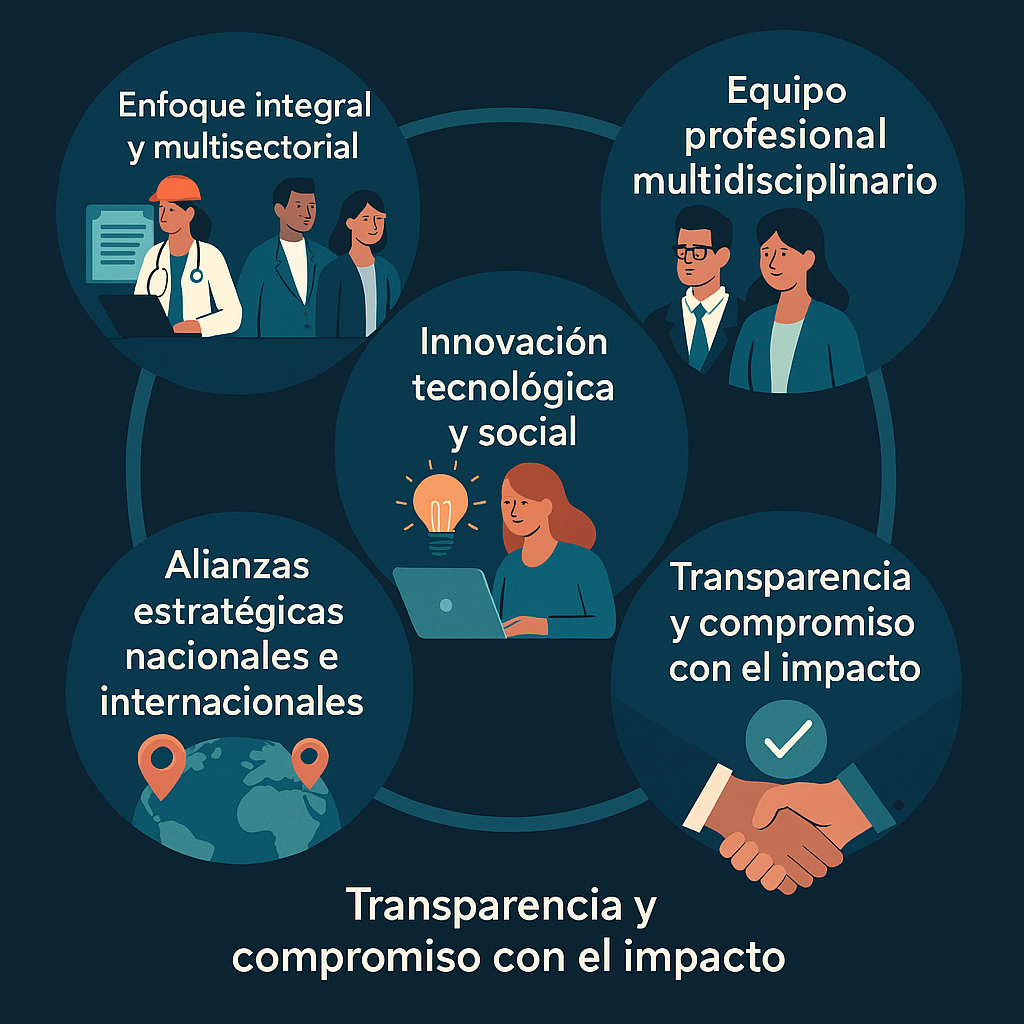 Enfoque integral
y multisectorial
Equipo
profesional
multidisciplinario
Innovación
tecnológica
y social
Alianzas
estratégicas
nacionales e
internacionales
Transparencia
y compromiso
con el impacto
Transparencia y
compromiso con el impacto